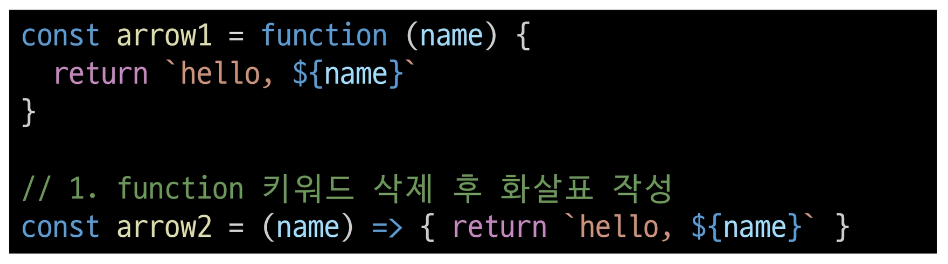 const arrow1 = function (name) {
  return `hello, ${name}`
}
// 1. function 키워드 삭제 후 화살표 작성
const arrow2 = (name) => { return `hello, ${name}` }